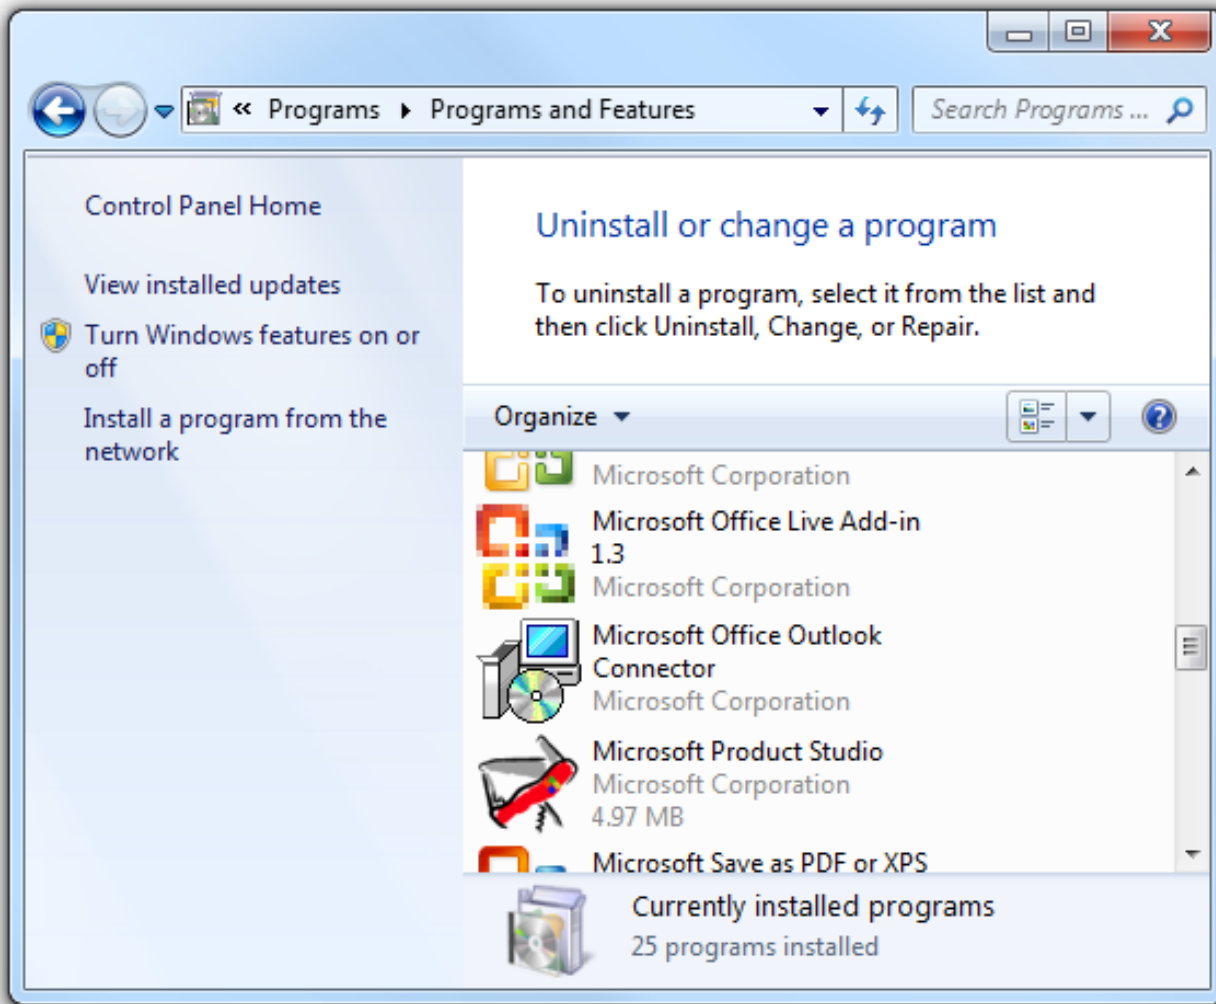 « Programs ▸ Programs and Features
Search Programs ...
Control Panel Home
View installed updates
Turn Windows features on or
off
Install a program from the
network
Uninstall or change a program
To uninstall a program, select it from the list and
then click Uninstall, Change, or Repair.
Organize
Microsoft Corporation
Microsoft Office Live Add-in
1.3
Microsoft Corporation
Microsoft Office Outlook
Connector
Microsoft Corporation
Microsoft Product Studio
Microsoft Corporation
4.97 MB
Microsoft Save as PDF or XPS
Currently installed programs
25 programs installed